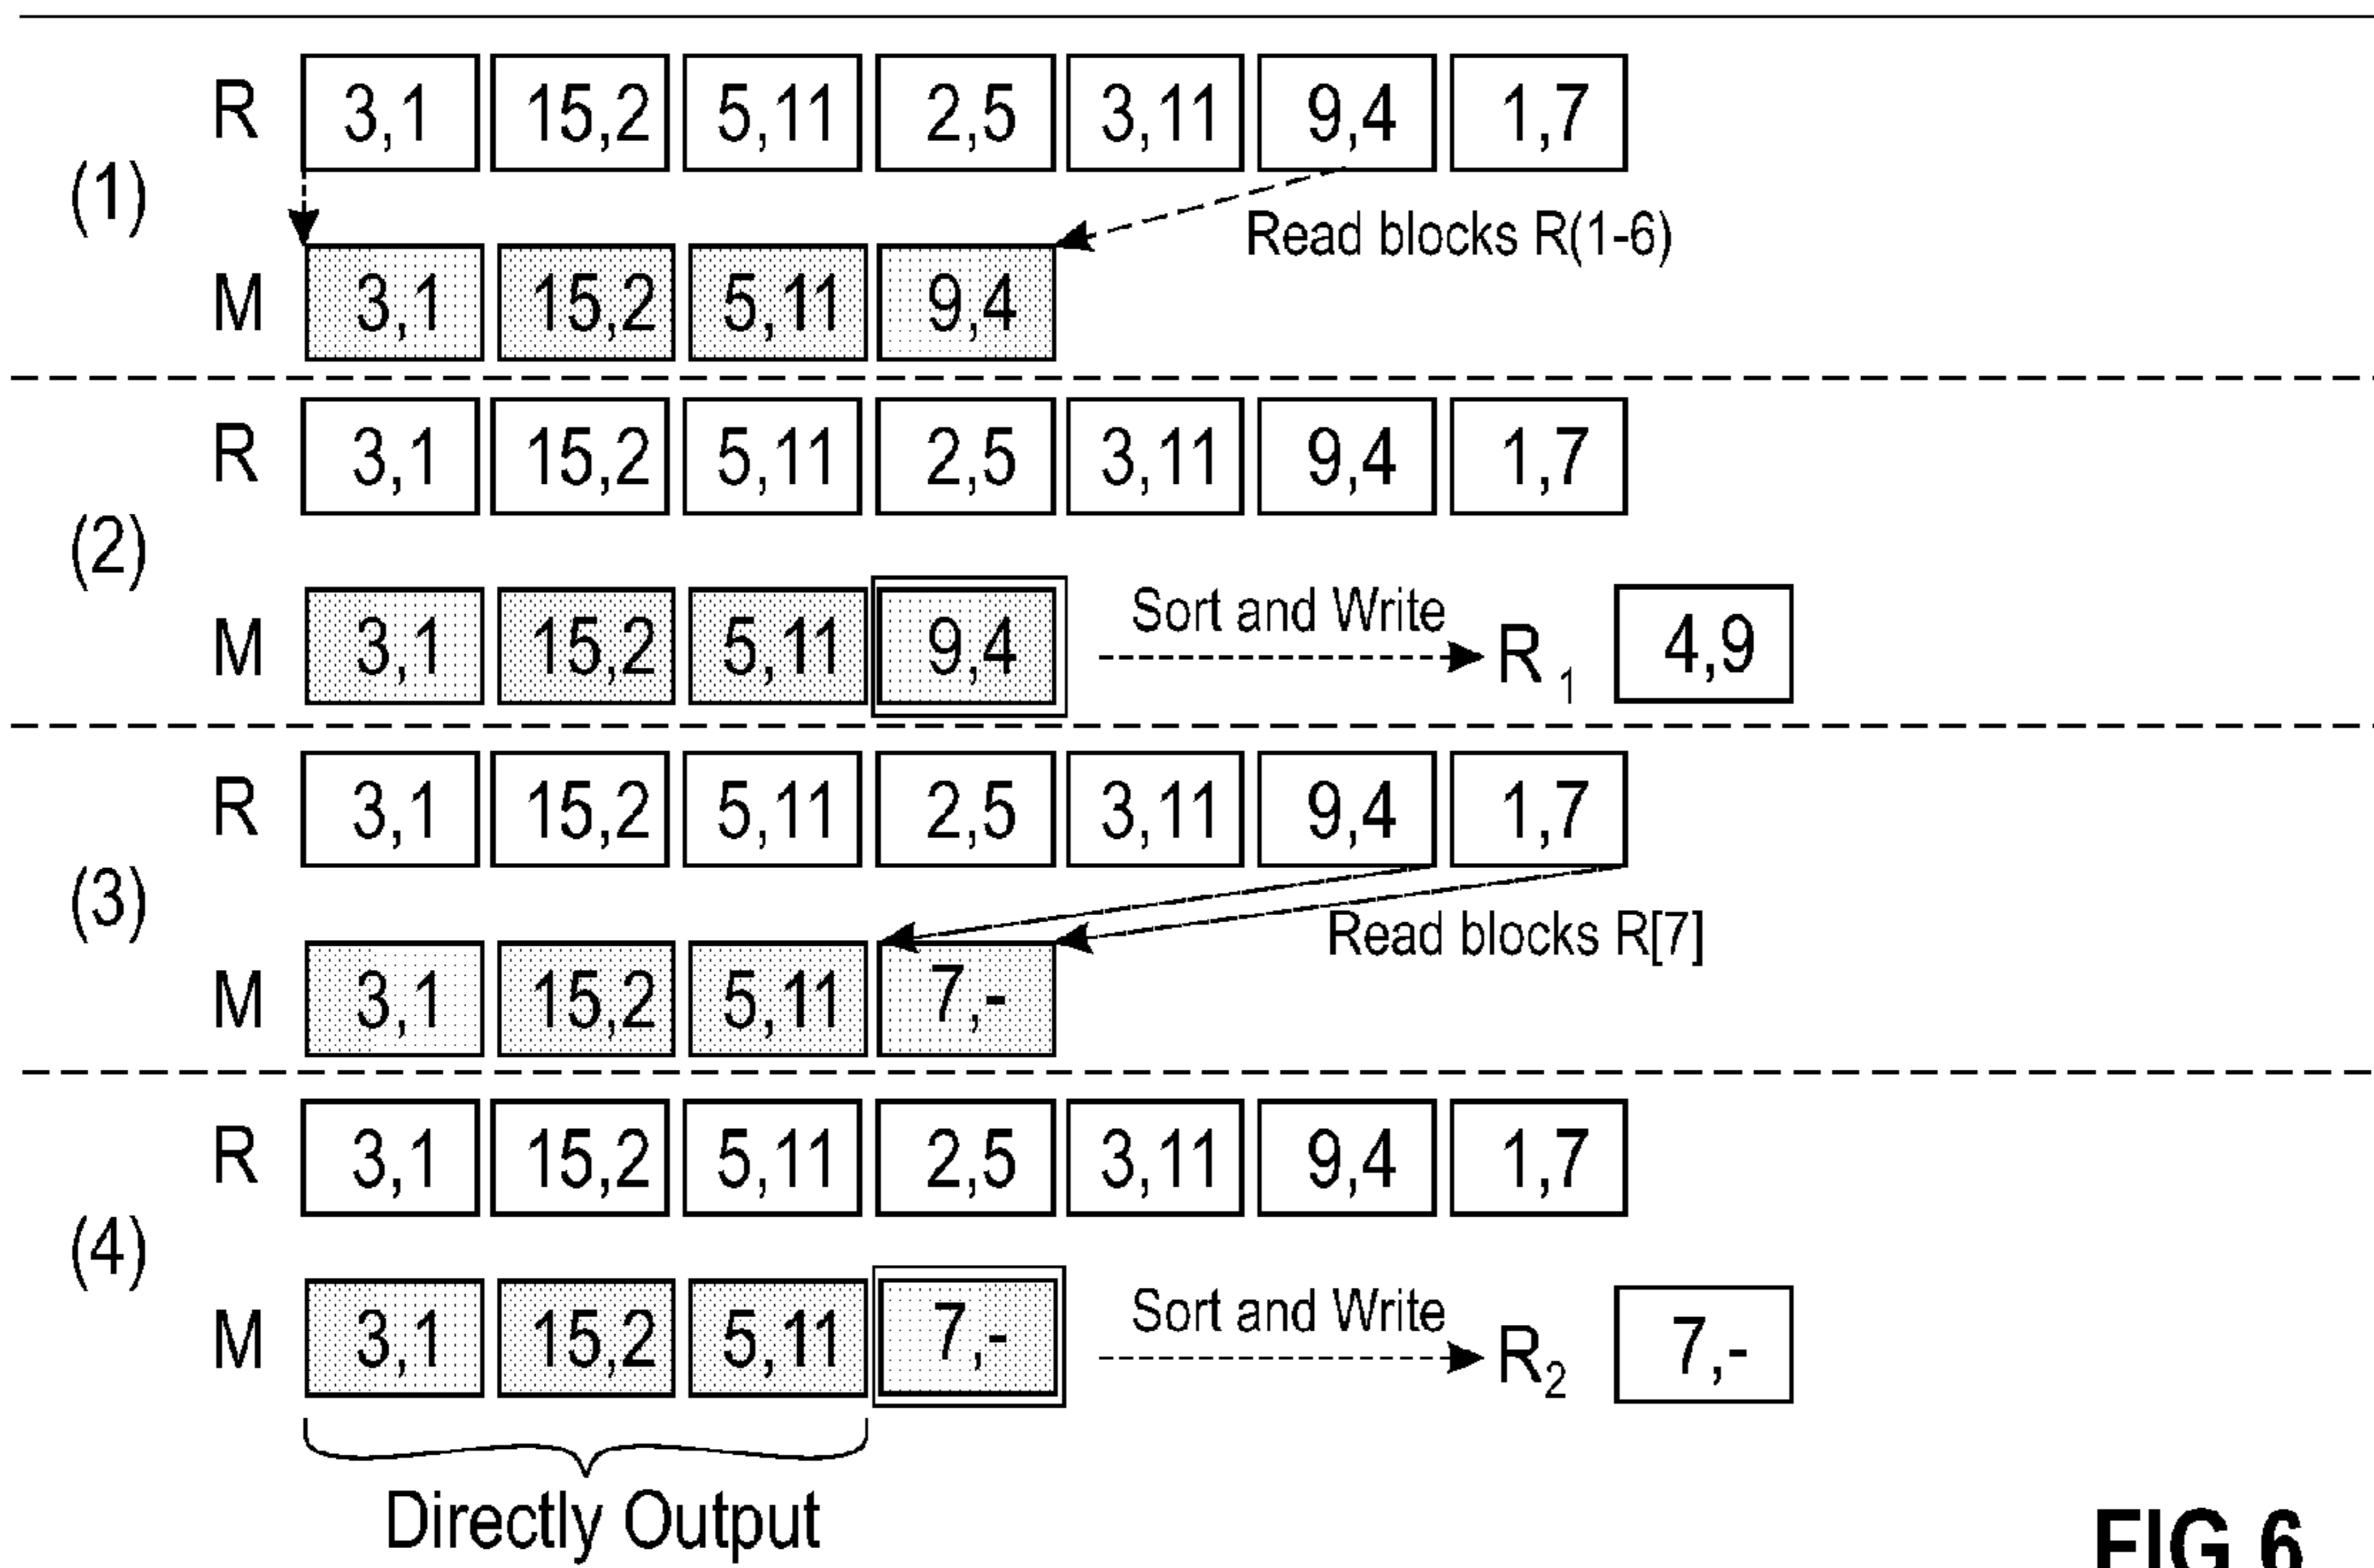 (1)
R 3,1 15,2 5,11 2,5 3,11 9,4 1,7
Read blocks R(1-6)
M 3,1 15,2 5,11 9,4
(2)
R 3,1 15,2 5,11 2,5 3,11 9,4 1,7
M 3,1 15,2 5,11 9,4 Sort and Write R1 4,9
(3)
R 3,1 15,2 5,11 2,5 3,11 9,4 1,7
Read blocks R[7]
M 3,1 15,2 5,11 7,-
(4)
R 3,1 15,2 5,11 2,5 3,11 9,4 1,7
M 3,1 15,2 5,11 7,- Sort and Write R2 7,-
Directly Output
FIG 6